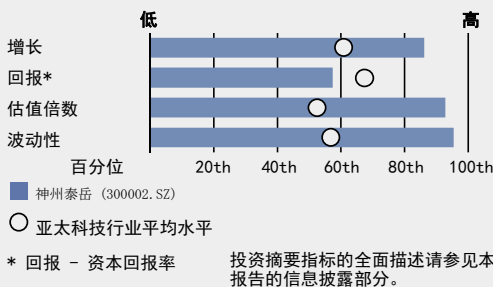 低 高
增长
回报*
估值倍数
波动性
百分位 20th 40th 60th 80th 100th
神州泰岳 (300002.SZ)
亚太科技行业平均水平
* 回报 - 资本回报率 投资摘要指标的全面描述请参见本
报告的信息披露部分。